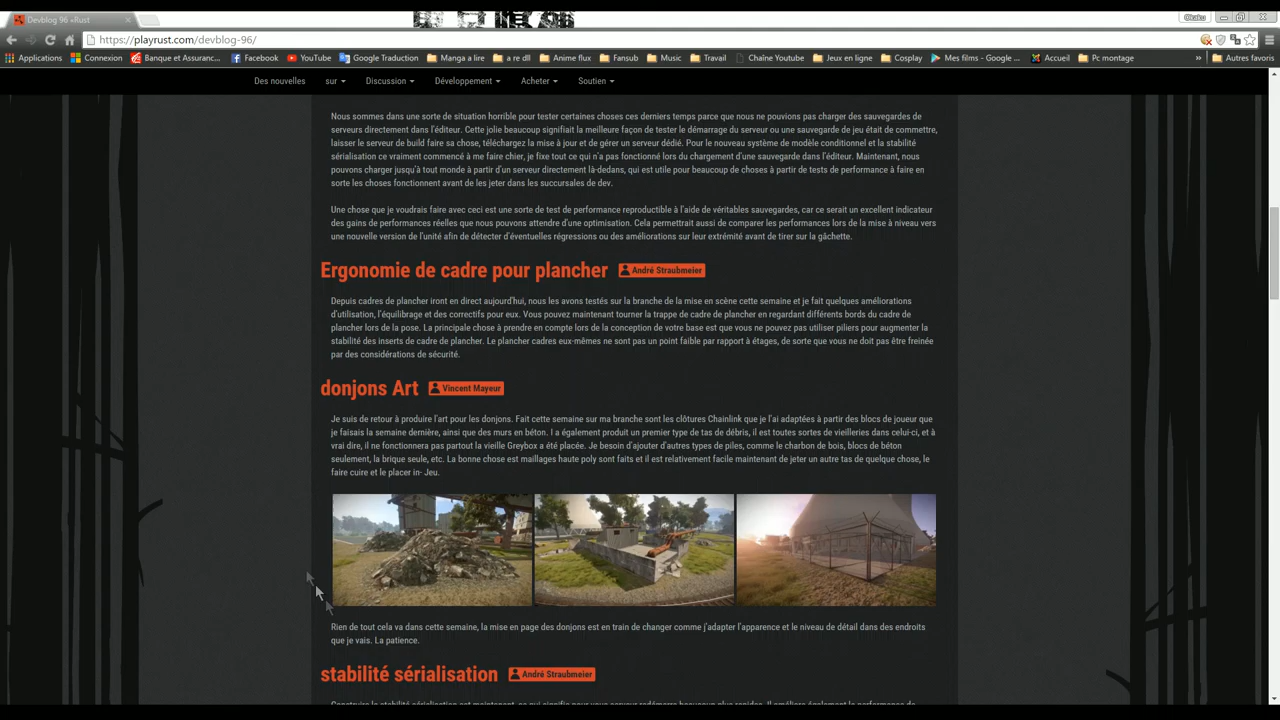 Devblog 96 »Rust
Okaku
https://playrust.com/devblog-96/
Applications
Connexion
Banque et Assuranc...
Facebook
YouTube
Google Traduction
Manga a lire
a re dll
Anime flux
Fansub
Music
Travail
Chaîne Youtube
Jeux en ligne
Cosplay
Mes films - Google ...
Accueil
Pc montage
»
Autres favoris
Des nouvelles
sur
Discussion
Développement
Acheter
Soutien
Nous sommes dans une sorte de situation horrible pour tester certaines choses ces derniers temps parce que nous ne pouvions pas charger des sauvegardes de
serveurs directement dans l'éditeur. Cette jolie beaucoup signifiait la meilleure façon de tester le démarrage du serveur ou une sauvegarde de jeu était de commettre,
laisser le serveur de build faire sa chose, téléchargez la mise à jour et de gérer un serveur dédié. Pour le nouveau système de modèle conditionnel et la stabilité
sérialisation ce vraiment commencé à me faire chier, je fixe tout ce qui n'a pas fonctionné lors du chargement d'une sauvegarde dans l'éditeur. Maintenant, nous
pouvons charger jusqu'à tout monde à partir d'un serveur directement là-dedans, qui est utile pour beaucoup de choses à partir de tests de performance à faire en
sorte les choses fonctionnent avant de les jeter dans les succursales de dev.
Une chose que je voudrais faire avec ceci est une sorte de test de performance reproductible à l'aide de véritables sauvegardes, car ce serait un excellent indicateur
des gains de performances réelles que nous pouvons attendre d'une optimisation. Cela permettrait aussi de comparer les performances lors de la mise à niveau vers
une nouvelle version de l'unité afin de détecter d'éventuelles régressions ou des améliorations sur leur extrémité avant de tirer sur la gâchette.
Ergonomie de cadre pour plancher
André Straubmeier
Depuis cadres de plancher iront en direct aujourd'hui, nous les avons testés sur la branche de la mise en scène cette semaine et je fait quelques améliorations
d'utilisation, l'équilibrage et des correctifs pour eux. Vous pouvez maintenant tourner la trappe de cadre de plancher en regardant différents bords du cadre de
plancher lors de la pose. La principale chose à prendre en compte lors de la conception de votre base est que vous ne pouvez pas utiliser piliers pour augmenter la
stabilité des inserts de cadre de plancher. Le plancher cadres eux-mêmes ne sont pas un point faible par rapport à étages, de sorte que vous ne doit pas être freinée
par des considérations de sécurité.
donjons Art
Vincent Mayeur
Je suis de retour à produire l'art pour les donjons. Fait cette semaine sur ma branche sont les clôtures Chainlink que je l'ai adaptées à partir des blocs de joueur que
je faisais la semaine dernière, ainsi que des murs en béton. I a également produit un premier type de tas de débris, il est toutes sortes de vieilleries dans celui-ci, et à
vrai dire, il ne fonctionnera pas partout la vieille Greybox a été placée. Je besoin d'ajouter d'autres types de piles, comme le charbon de bois, blocs de béton
seulement, la brique seule, etc. La bonne chose est maillages haute poly sont faits et il est relativement facile maintenant de jeter un autre tas de quelque chose, le
faire cuire et le placer in- Jeu.
Rien de tout cela va dans cette semaine, la mise en page des donjons est en train de changer comme j'adapter l'apparence et le niveau de détail dans des endroits
que je vais. La patience.
stabilité sérialisation
André Straubmeier
Construire la stabilité sérialisation est maintenant, ce qui signifie pour vous serveur redémarrera beaucoup plus rapides. Il améliore également la performance de